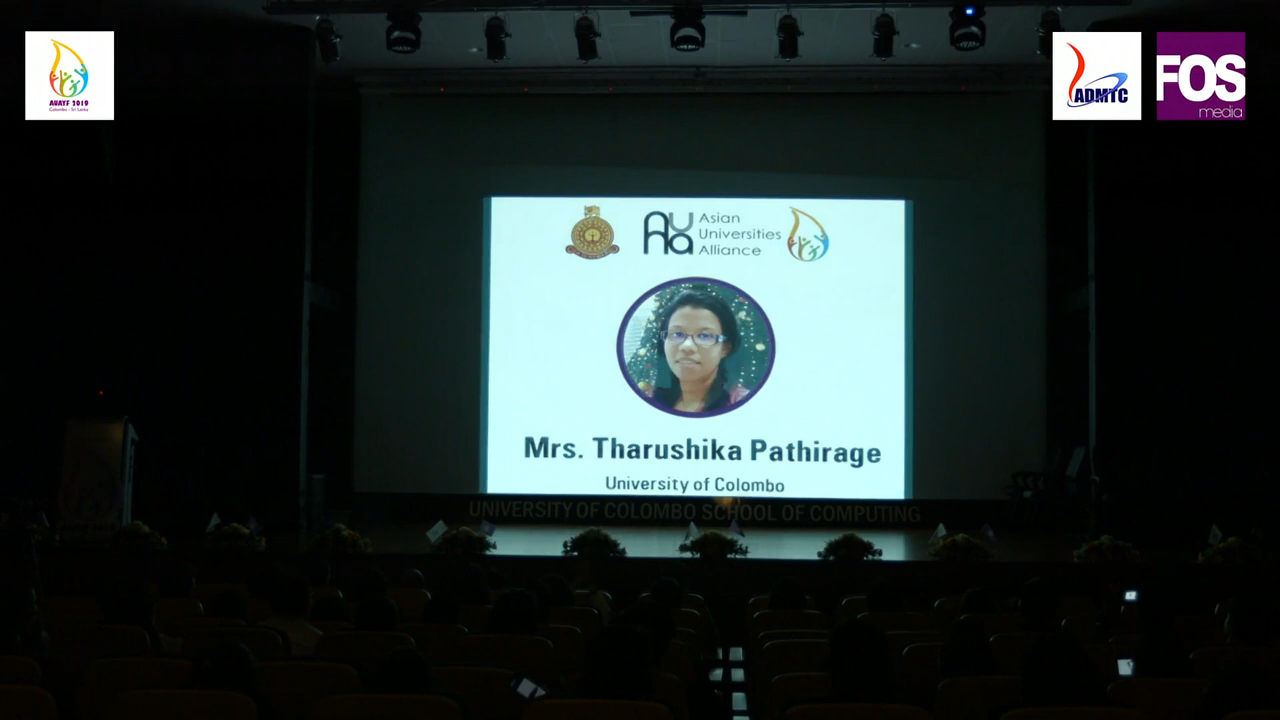 AUAYF 2019
Colombo - Sri Lanka
ADMTC
FOS
media
AUA
Asian
Universities
Alliance
Mrs. Tharushika Pathirage
University of Colombo
UNIVERSITY OF COLOMBO SCHOOL OF COMPUTING